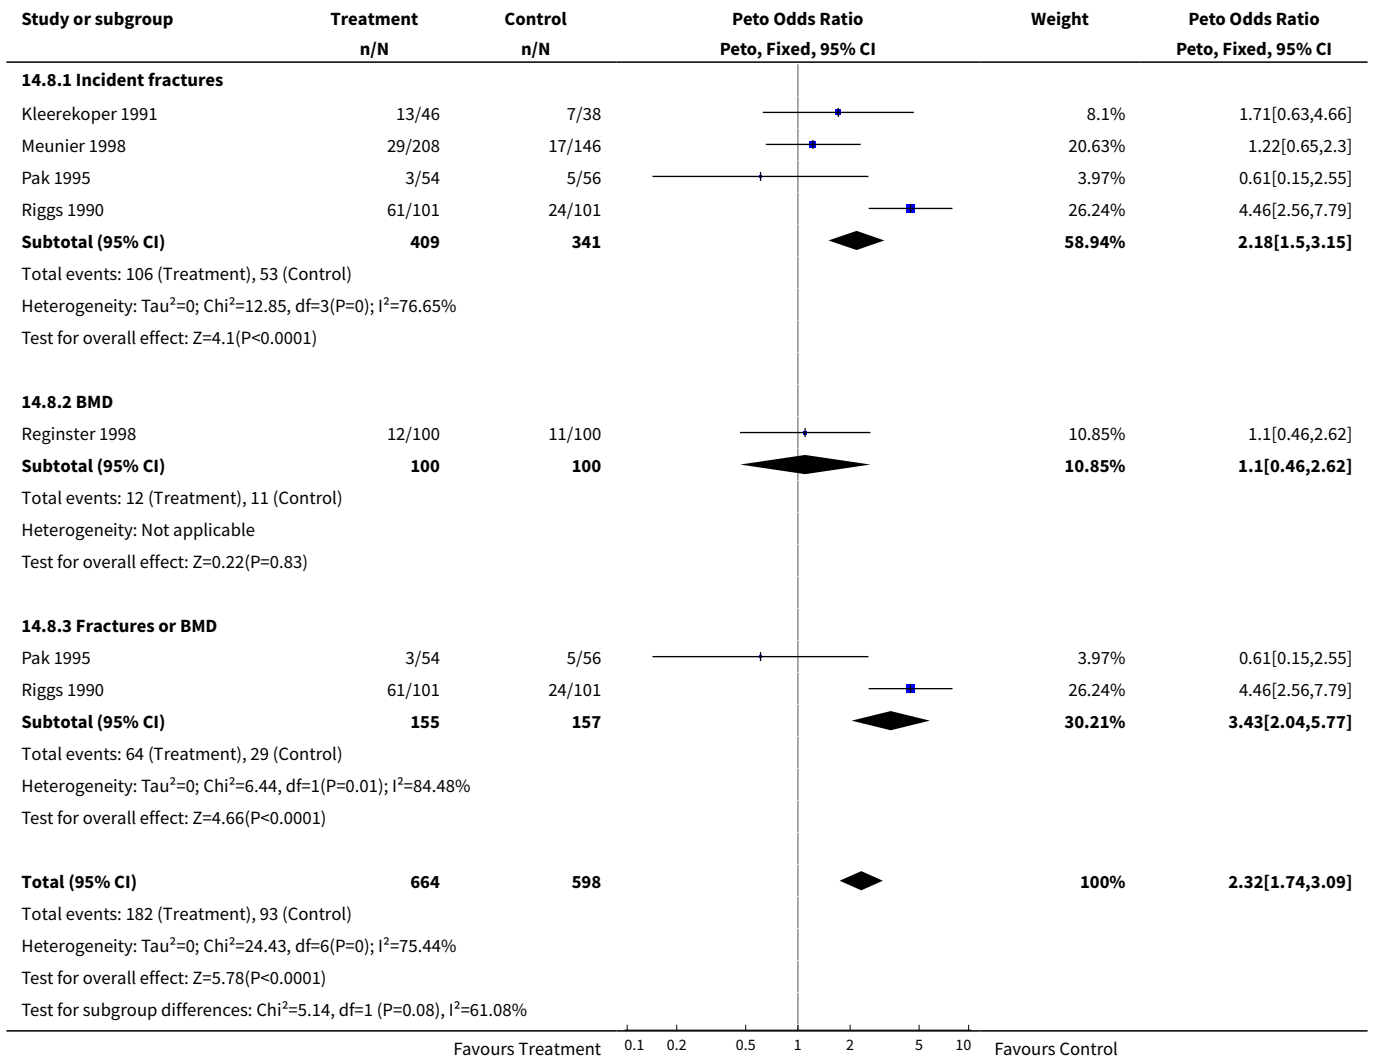 Study or subgroup Treatment Control Peto Odds Ratio Weight Peto Odds Ratio
n/N n/N Peto, Fixed, 95% CI Peto, Fixed, 95% CI
14.8.1 Incident fractures
Kleerekoper 1991 13/46 7/38 8.1% 1.71[0.63,4.66]
Meunier 1998 29/208 17/146 20.63% 1.22[0.65,2.3]
Pak 1995 3/54 5/56 3.97% 0.61[0.15,2.55]
Riggs 1990 61/101 24/101 26.24% 4.46[2.56,7.79]
Subtotal (95% CI) 409 341 58.94% 2.18[1.5,3.15]
Total events: 106 (Treatment), 53 (Control)
Heterogeneity: Tau²=0; Chi²=12.85, df=3(P=0); I²=76.65%
Test for overall effect: Z=4.1(P<0.0001)
14.8.2 BMD
Reginster 1998 12/100 11/100 10.85% 1.1[0.46,2.62]
Subtotal (95% CI) 100 100 10.85% 1.1[0.46,2.62]
Total events: 12 (Treatment), 11 (Control)
Heterogeneity: Not applicable
Test for overall effect: Z=0.22(P=0.83)
14.8.3 Fractures or BMD
Pak 1995 3/54 5/56 3.97% 0.61[0.15,2.55]
Riggs 1990 61/101 24/101 26.24% 4.46[2.56,7.79]
Subtotal (95% CI) 155 157 30.21% 3.43[2.04,5.77]
Total events: 64 (Treatment), 29 (Control)
Heterogeneity: Tau²=0; Chi²=6.44, df=1(P=0.01); I²=84.48%
Test for overall effect: Z=4.66(P<0.0001)
Total (95% CI) 664 598 100% 2.32[1.74,3.09]
Total events: 182 (Treatment), 93 (Control)
Heterogeneity: Tau²=0; Chi²=24.43, df=6(P=0); I²=75.44%
Test for overall effect: Z=5.78(P<0.0001)
Test for subgroup differences: Chi²=5.14, df=1 (P=0.08), I²=61.08%
Favours Treatment 0.1 0.2 0.5 1 2 5 10 Favours Control